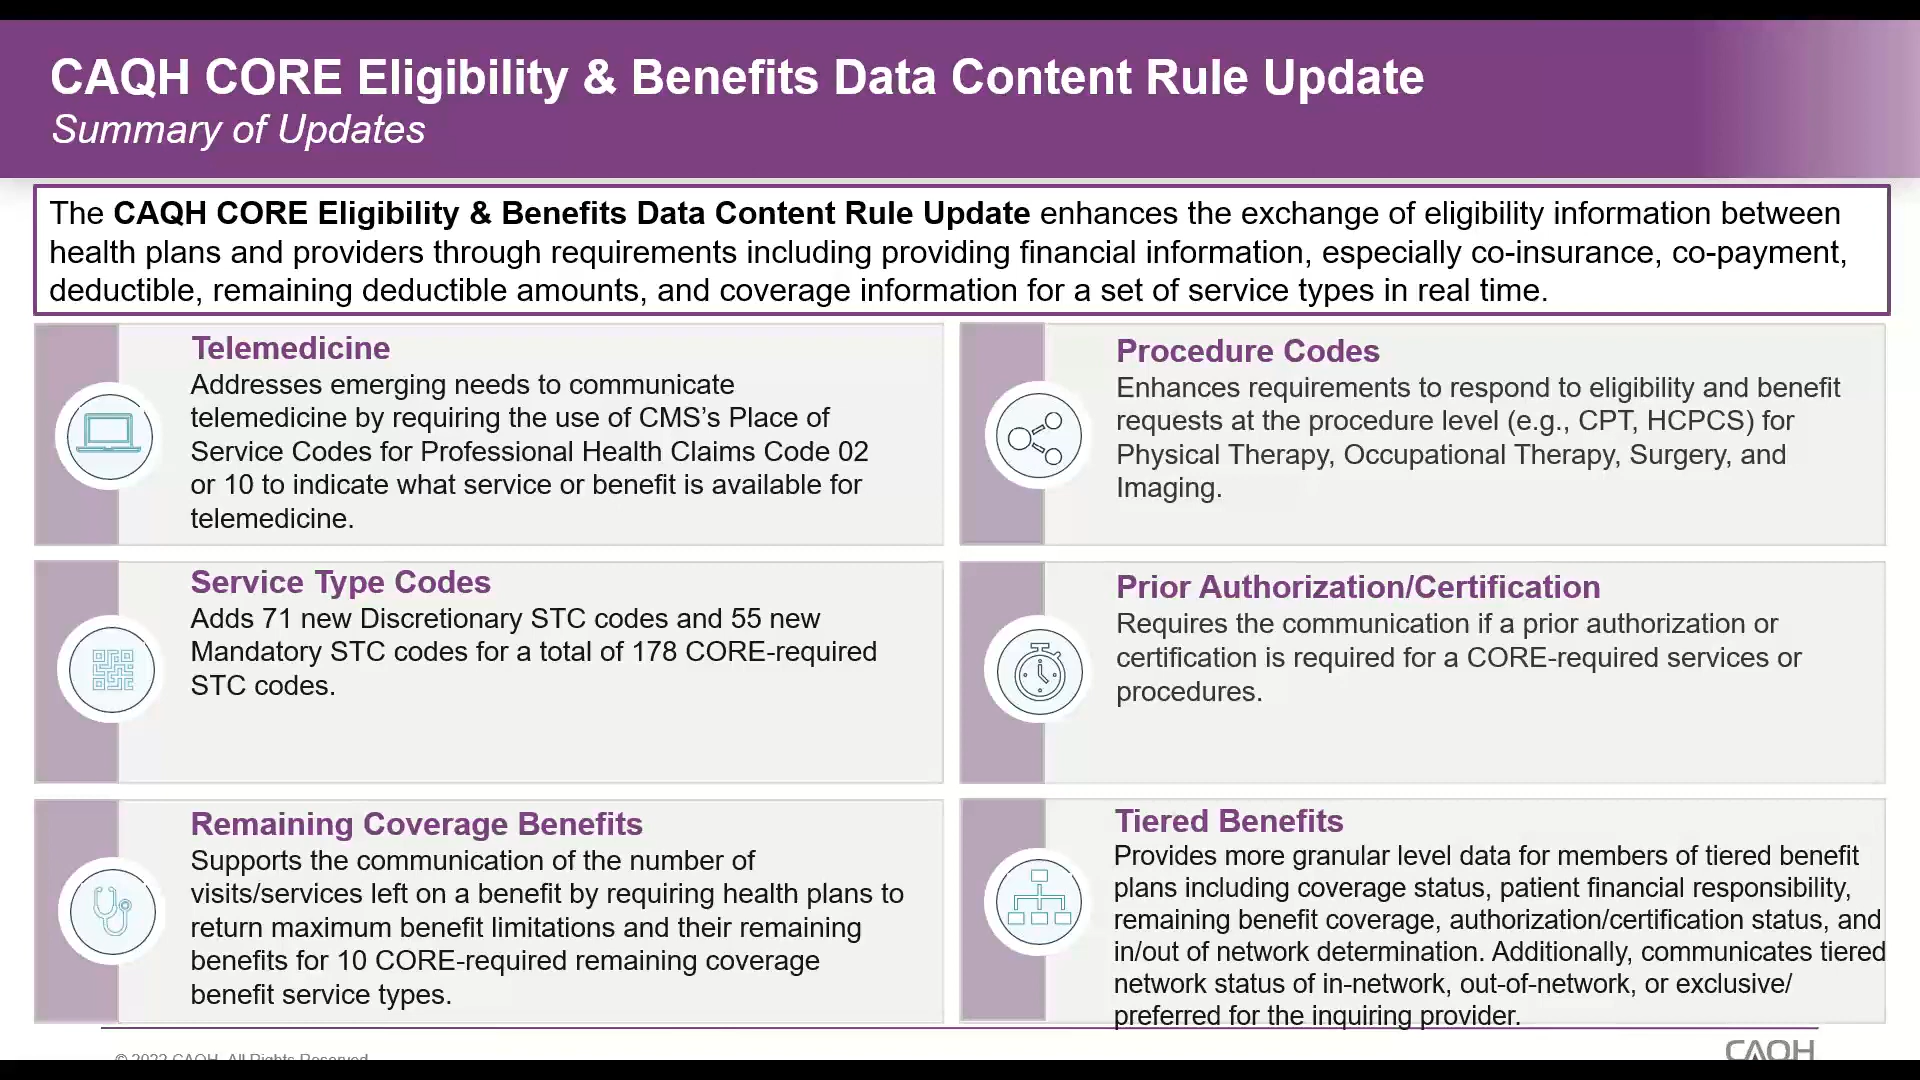 CAQH CORE Eligibility & Benefits Data Content Rule Update
Summary of Updates
The CAQH CORE Eligibility & Benefits Data Content Rule Update enhances the exchange of eligibility information between
health plans and providers through requirements including providing financial information, especially co-insurance, co-payment,
deductible, remaining deductible amounts, and coverage information for a set of service types in real time.
Telemedicine
Addresses emerging needs to communicate
telemedicine by requiring the use of CMS’s Place of
Service Codes for Professional Health Claims Code 02
or 10 to indicate what service or benefit is available for
telemedicine.
Procedure Codes
Enhances requirements to respond to eligibility and benefit
requests at the procedure level (e.g., CPT, HCPCS) for
Physical Therapy, Occupational Therapy, Surgery, and
Imaging.
Service Type Codes
Adds 71 new Discretionary STC codes and 55 new
Mandatory STC codes for a total of 178 CORE-required
STC codes.
Prior Authorization/Certification
Requires the communication if a prior authorization or
certification is required for a CORE-required services or
procedures.
Remaining Coverage Benefits
Supports the communication of the number of
visits/services left on a benefit by requiring health plans to
return maximum benefit limitations and their remaining
benefits for 10 CORE-required remaining coverage
benefit service types.
Tiered Benefits
Provides more granular level data for members of tiered benefit
plans including coverage status, patient financial responsibility,
remaining benefit coverage, authorization/certification status, and
in/out of network determination. Additionally, communicates tiered
network status of in-network, out-of-network, or exclusive/
preferred for the inquiring provider.
© 2022 CAQH, All Rights Reserved
CAQH